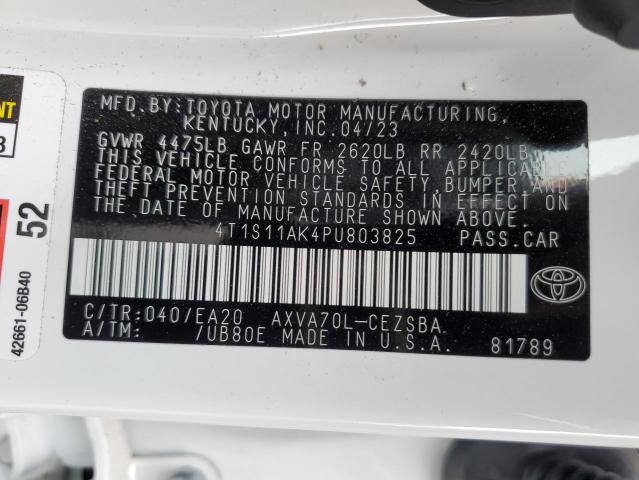 MFD. BY: TOYOTA MOTOR MANUFACTURING,
KENTUCKY, INC. 04/23
GVWR 4475LB GAWR FR 2620LB RR 2420LB
THIS VEHICLE CONFORMS TO ALL APPLICABLE
FEDERAL MOTOR VEHICLE SAFETY, BUMPER, AND
THEFT PREVENTION STANDARDS IN EFFECT ON
THE DATE OF MANUFACTURE SHOWN ABOVE.
4T1S11AK4PU803825 PASS.CAR
C/TR: 040/EA20 AXVA70L-CEZSBA
A/TM: /UB80E MADE IN U.S.A. 81789
52
42661-06B40